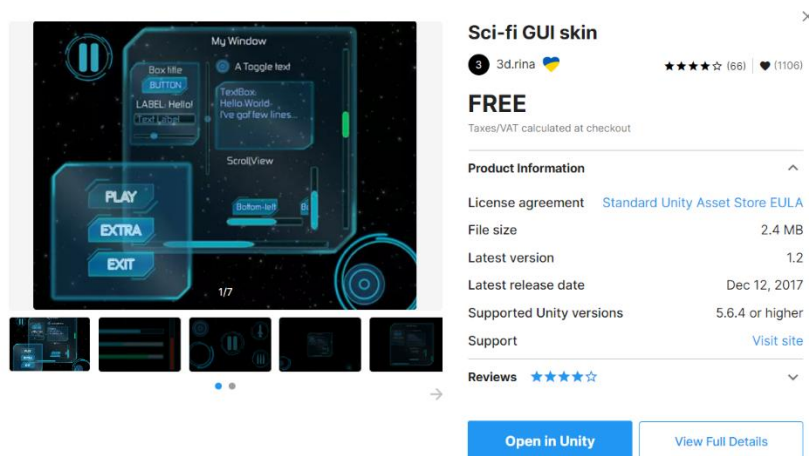 My Window
Box title
BUTTON
LABEL: Hello!
Text Label
A Toggle text
TextBox:
Hello World-
I've got few lines...
ScrollView
Bottom-left
PLAY
EXTRA
EXIT
1/7
Sci-fi GUI skin
3 3d.rina
(66) (1106)
FREE
Taxes/VAT calculated at checkout
Product Information
License agreement Standard Unity Asset Store EULA
File size 2.4 MB
Latest version 1.2
Latest release date Dec 12, 2017
Supported Unity versions 5.6.4 or higher
Support Visit site
Reviews
Open in Unity View Full Details